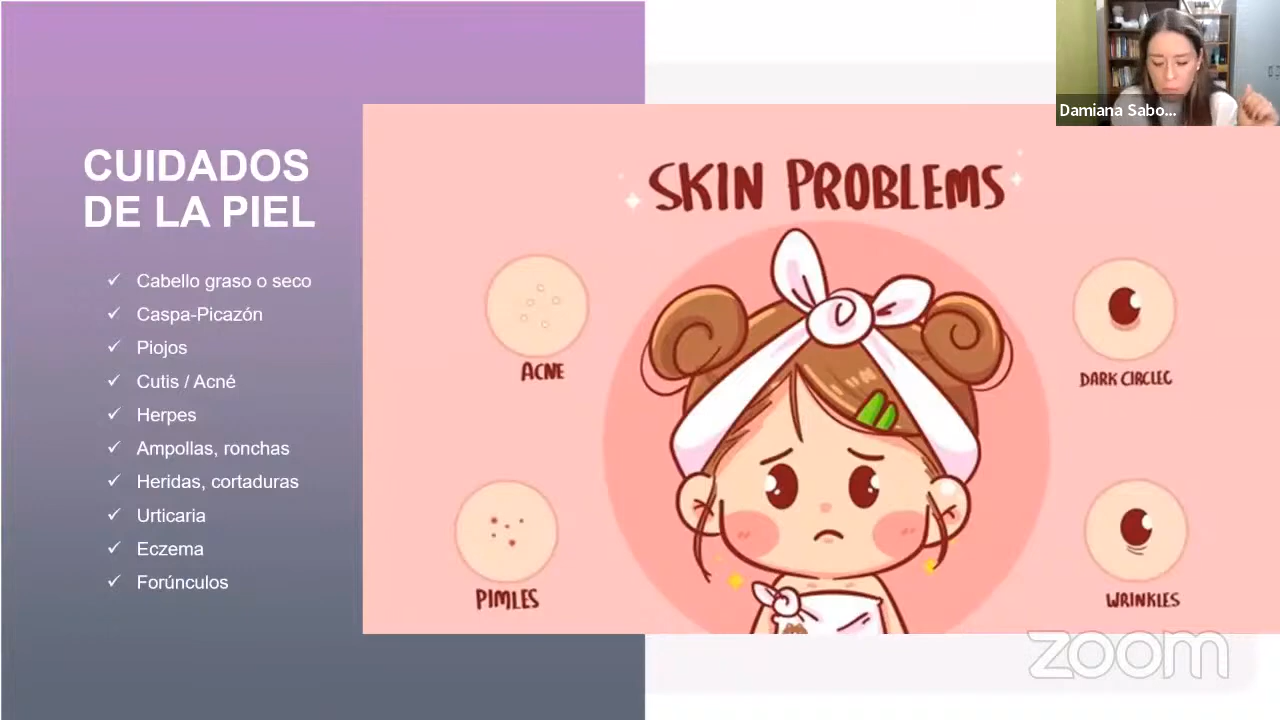 CUIDADOS
DE LA PIEL
✓ Cabello graso o seco
✓ Caspa-Picazón
✓ Piojos
✓ Cutis / Acné
✓ Herpes
✓ Ampollas, ronchas
✓ Heridas, cortaduras
✓ Urticaria
✓ Eczema
✓ Forúnculos
SKIN PROBLEMS
ACNE
DARK CIRCLEC
PIMLES
WRINKLES
Damiana Sabo...
zoom